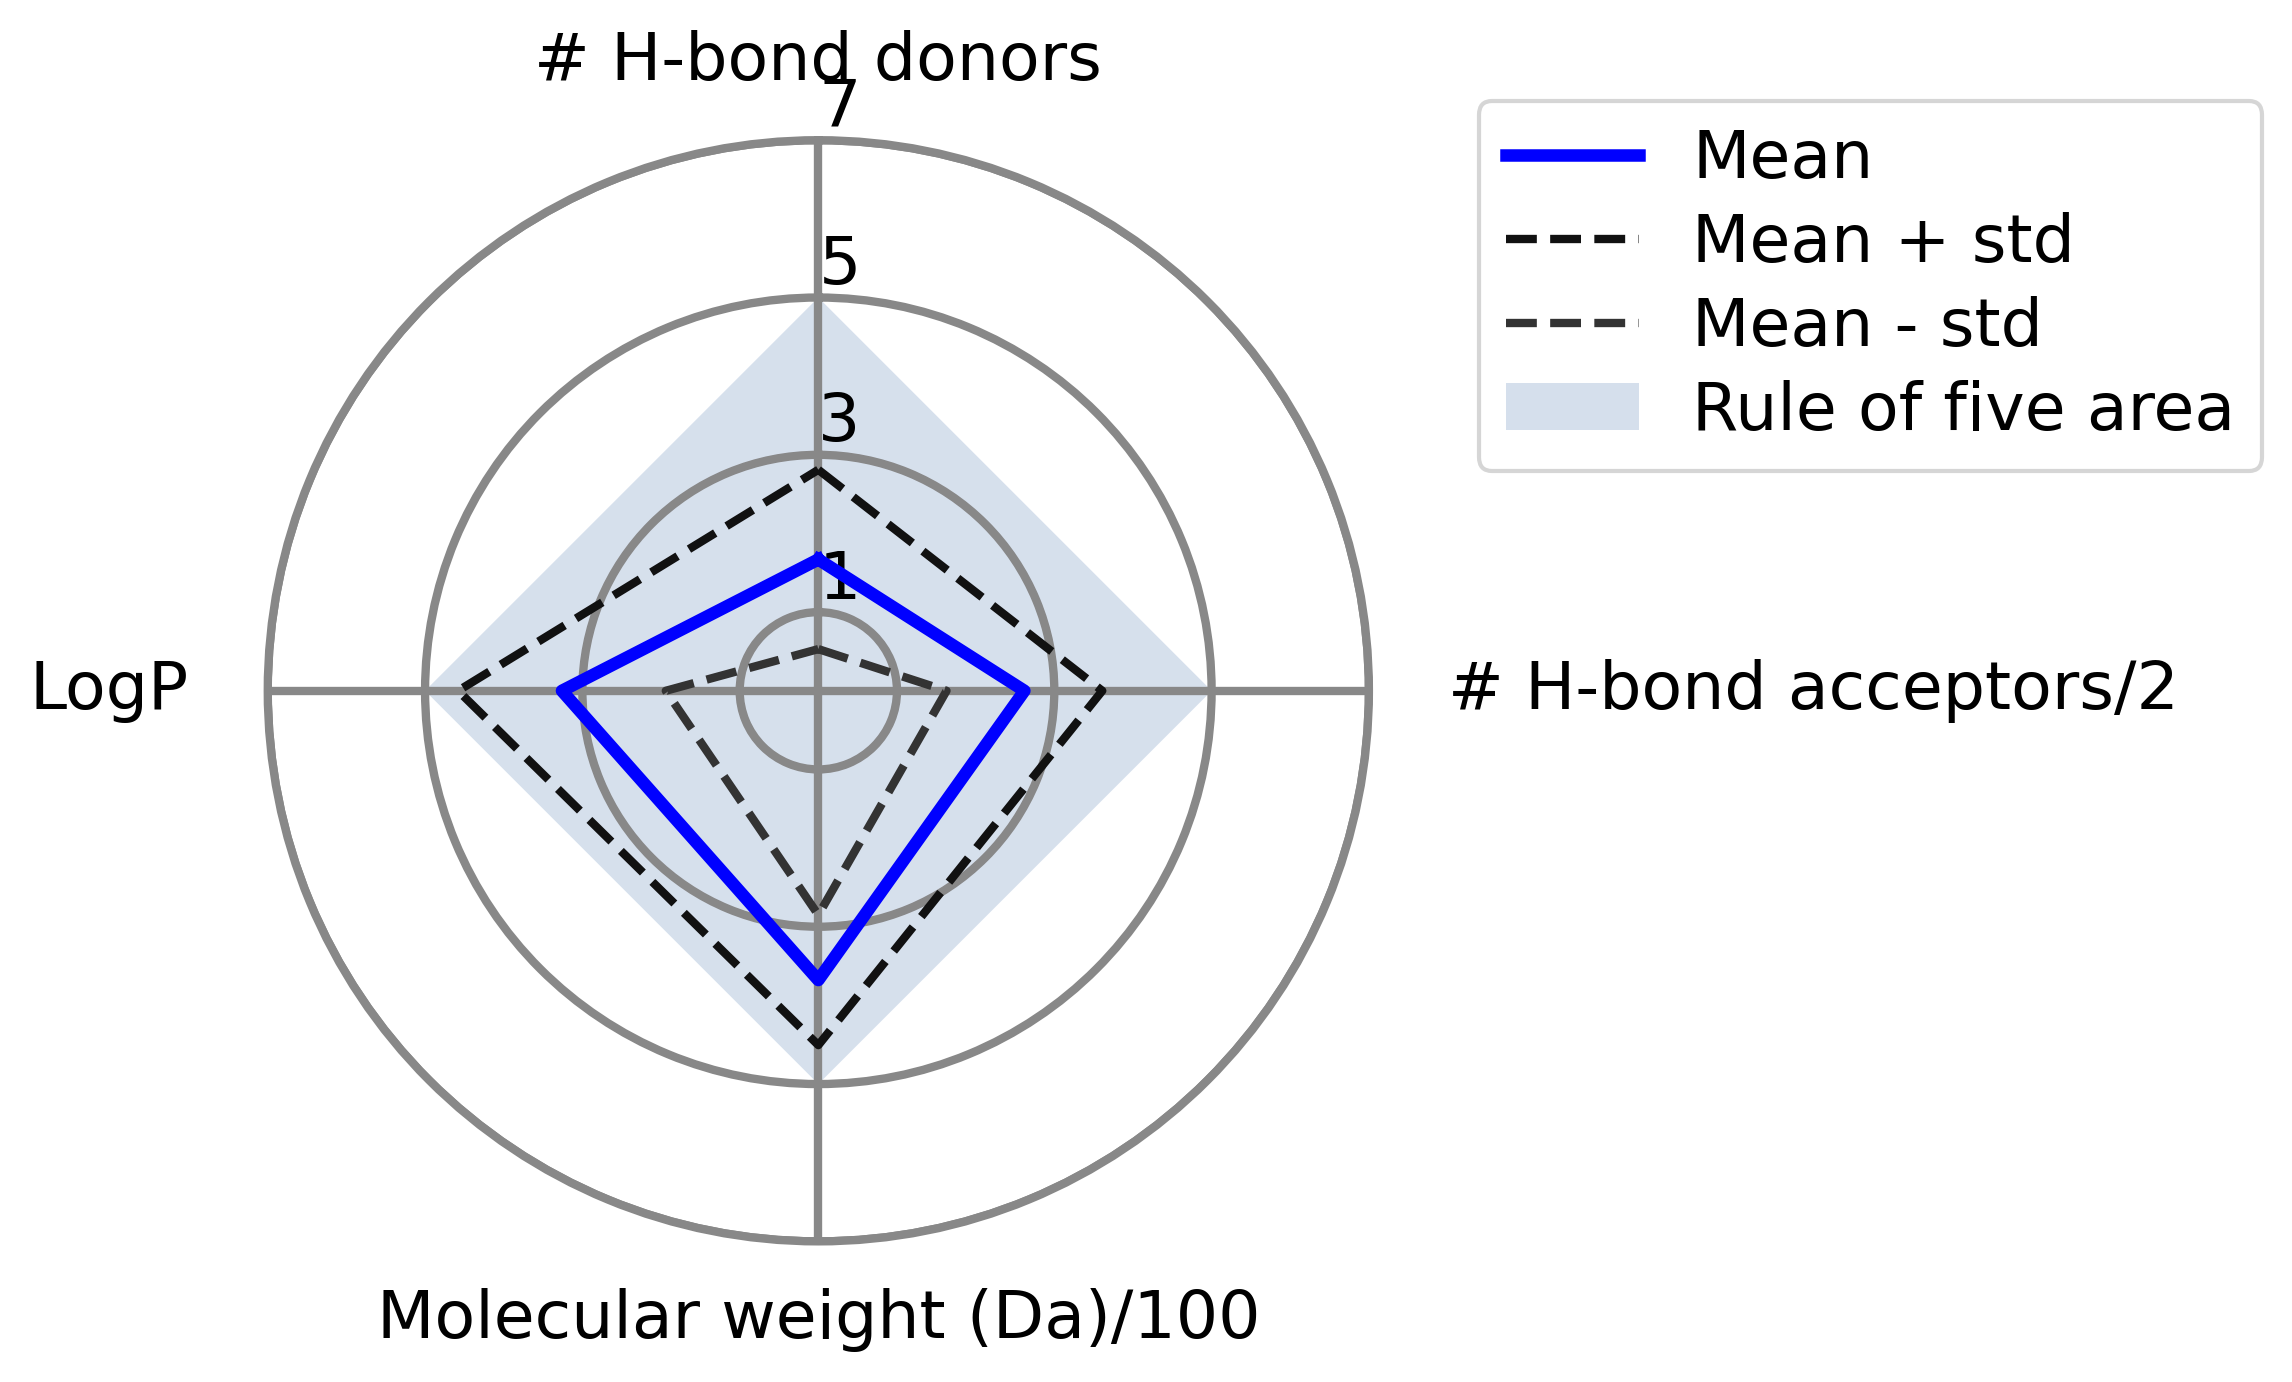 # H-bond donors
7
5
3
1
LogP
# H-bond acceptors/2
Molecular weight (Da)/100
Mean
Mean + std
Mean - std
Rule of five area